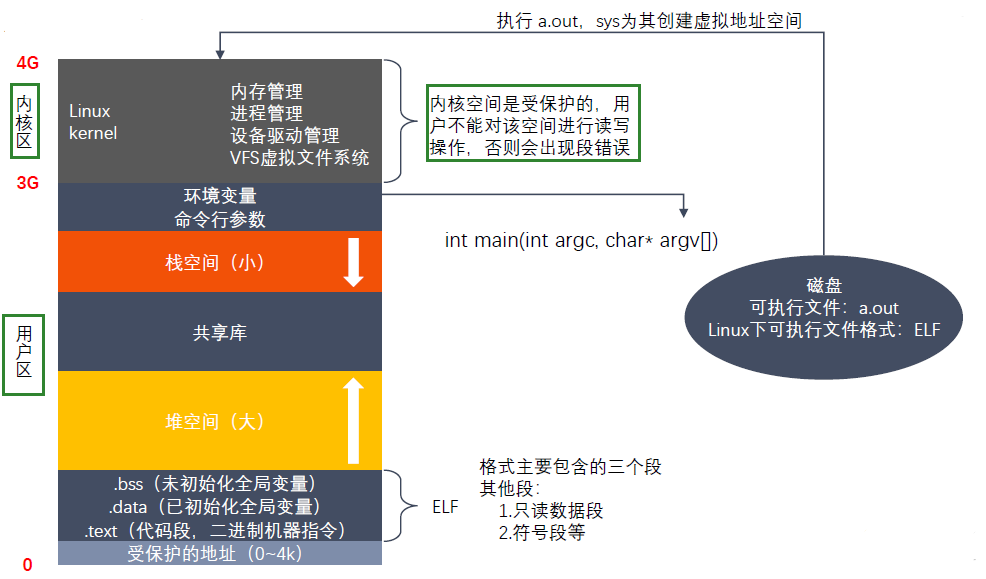 执行 a.out，sys为其创建虚拟地址空间
4G
内核区
Linux
kernel
内存管理
进程管理
设备驱动管理
VFS虚拟文件系统
内核空间是受保护的，用
户不能对该空间进行读写
操作，否则会出现段错误
3G
环境变量
命令行参数
int main(int argc, char* argv[])
栈空间（小）
磁盘
可执行文件：a.out
Linux下可执行文件格式：ELF
用户区
共享库
堆空间（大）
.bss（未初始化全局变量）
.data（已初始化全局变量）
.text（代码段，二进制机器指令）
ELF
格式主要包含的三个段
其他段：
1.只读数据段
2.符号段等
受保护的地址（0~4k）
0